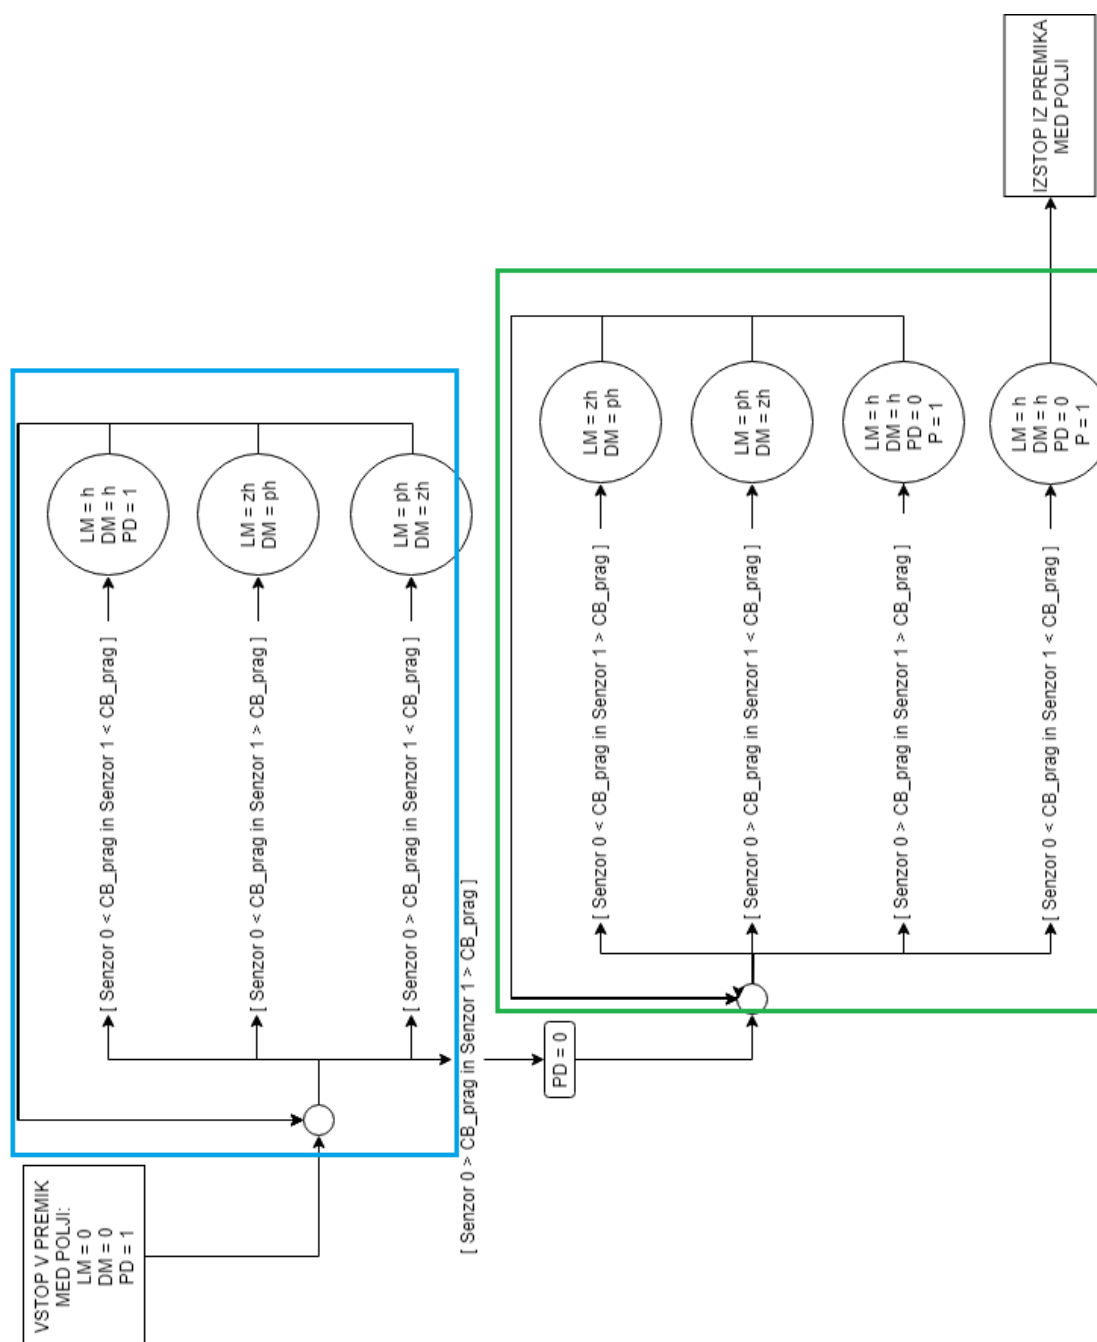 VSTOP V PREMIK
MED POLJI:
LM = 0
DM = 0
PD = 1
[ Senzor 0 < CB_prag in Senzor 1 < CB_prag ]
LM = h
DM = h
PD = 1
[ Senzor 0 < CB_prag in Senzor 1 > CB_prag ]
LM = zh
DM = ph
[ Senzor 0 > CB_prag in Senzor 1 < CB_prag ]
LM = ph
DM = zh
[ Senzor 0 > CB_prag in Senzor 1 > CB_prag ]
PD = 0
[ Senzor 0 < CB_prag in Senzor 1 > CB_prag ]
LM = zh
DM = ph
[ Senzor 0 > CB_prag in Senzor 1 < CB_prag ]
LM = ph
DM = zh
[ Senzor 0 > CB_prag in Senzor 1 > CB_prag ]
LM = h
DM = h
PD = 0
P = 1
[ Senzor 0 < CB_prag in Senzor 1 < CB_prag ]
LM = h
DM = h
PD = 0
P = 1
IZSTOP IZ PREMIKA
MED POLJI